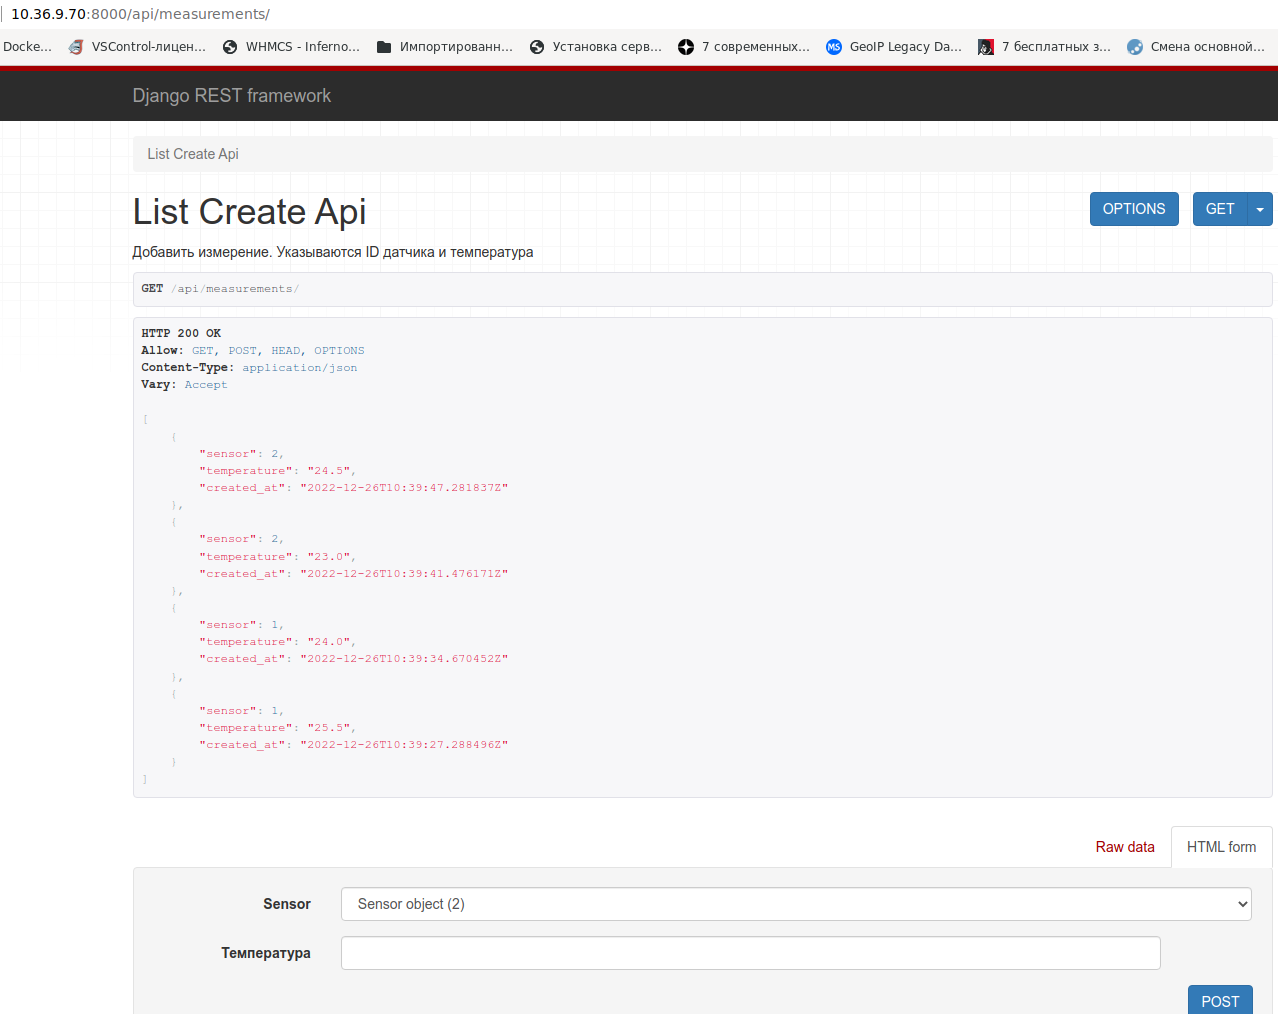 10.36.9.70:8000/api/measurements/
Docke... VSControl-лицен... WHMCS - Inferno... Импортированн... Установка серв... 7 современных... GeoIP Legacy Da... 7 бесплатных з... Смена основной...
Django REST framework
List Create Api
List Create Api
OPTIONS GET
Добавить измерение. Указываются ID датчика и температура
GET /api/measurements/
HTTP 200 OK
Allow: GET, POST, HEAD, OPTIONS
Content-Type: application/json
Vary: Accept
[
{
"sensor": 2,
"temperature": "24.5",
"created_at": "2022-12-26T10:39:47.281837Z"
},
{
"sensor": 2,
"temperature": "23.0",
"created_at": "2022-12-26T10:39:41.476171Z"
},
{
"sensor": 1,
"temperature": "24.0",
"created_at": "2022-12-26T10:39:34.670452Z"
},
{
"sensor": 1,
"temperature": "25.5",
"created_at": "2022-12-26T10:39:27.288496Z"
}
]
Raw data HTML form
Sensor Sensor object (2)
Температура
POST